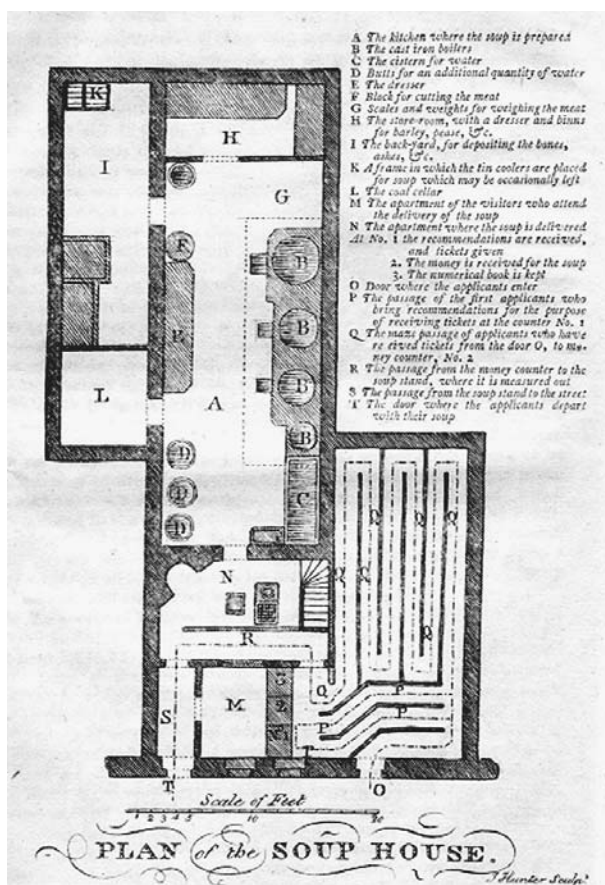 A The kitchen where the soup is prepared
B The cast iron boilers
C The cistern for water
D Butts for an additional quantity of water
E The dresser
F Block for cutting the meat
G Scales and weights for weighing the meat
H The store-room, with a dresser and binns
for barley, pease, &c.
I The back-yard, for depositing the bones,
ashes, &c.
K A frame in which the tin coolers are placed
for soup which may be occasionally left
L The coal cellar
M The apartment of the visitors who attend
the delivery of the soup
N The apartment where the soup is delivered
At No. 1 the recommendations are received,
and tickets given
2. The money is received for the soup
3. The numerical book is kept
O Door where the applicants enter
P The passage of the first applicants who
bring recommendations for the purpose
of receiving tickets at the counter No. 1
Q The maze passage of applicants who have
re eived tickets from the door O, to mo-
ney counter, No. 2
R The passage from the money counter to the
soup stand, where it is measured out
S The passage from the soup stand to the street
T The door where the applicants depart
with their soup
K
H
I
G
F
B
B
E
B
L
A
B
D
C
D
D
Q
Q
Q
Q
Q
Q
N
R
Q
P
P
P
S
M
3
2
No 1
T
O
Scale of Feet
1 2 3 4 5 10 20
PLAN of the SOUP HOUSE.
J Hunter Sculpt.